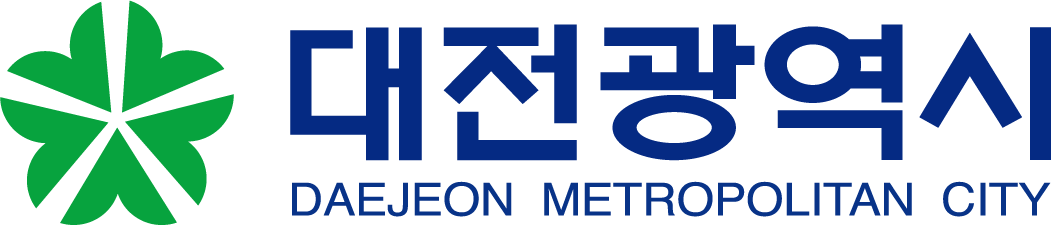 대전광역시
DAEJEON METROPOLITAN CITY